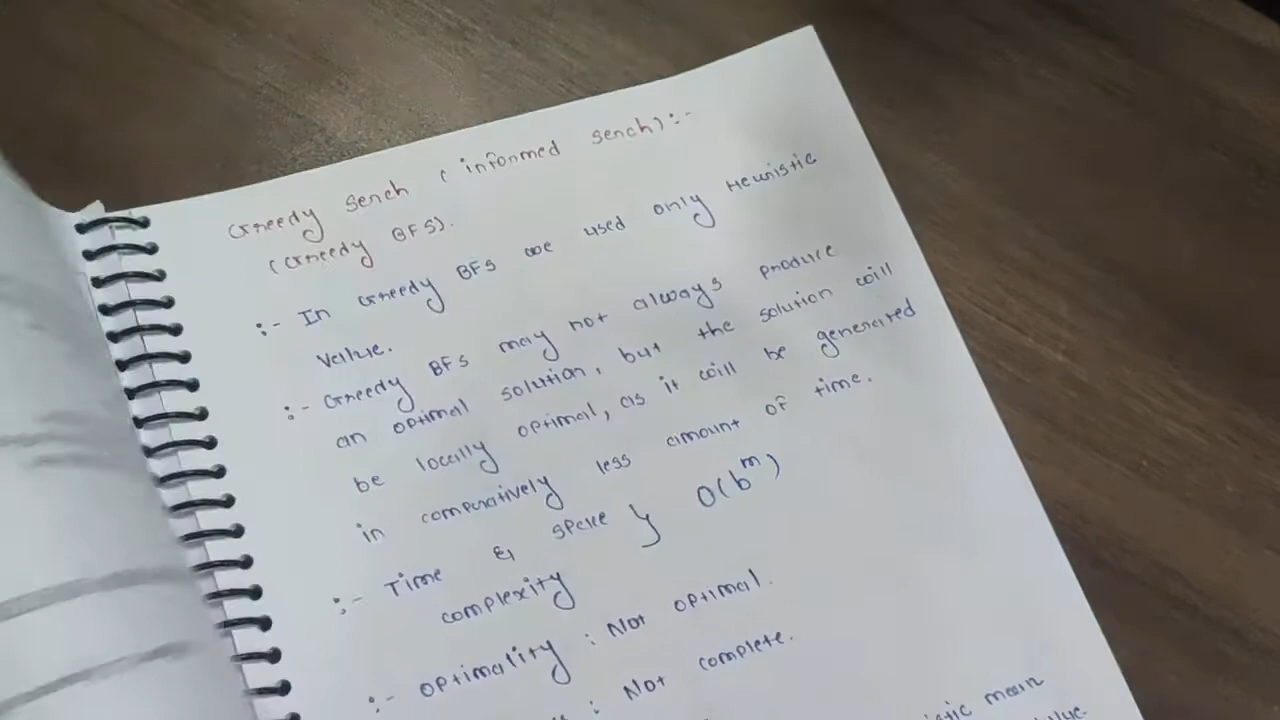 Greedy Serch (informed Serch):-
(Greedy BFS).
:- In Greedy BFS we used only Heuristic
Value.
:- Greedy BFS may not always produce
an optimal solution, but the solution will
be locally optimal, as it will be generated
in comparatively less amount of time.
:- Time & space } O(b^m)
complexity
:- Optimality : Not optimal.
: Not complete.
mean